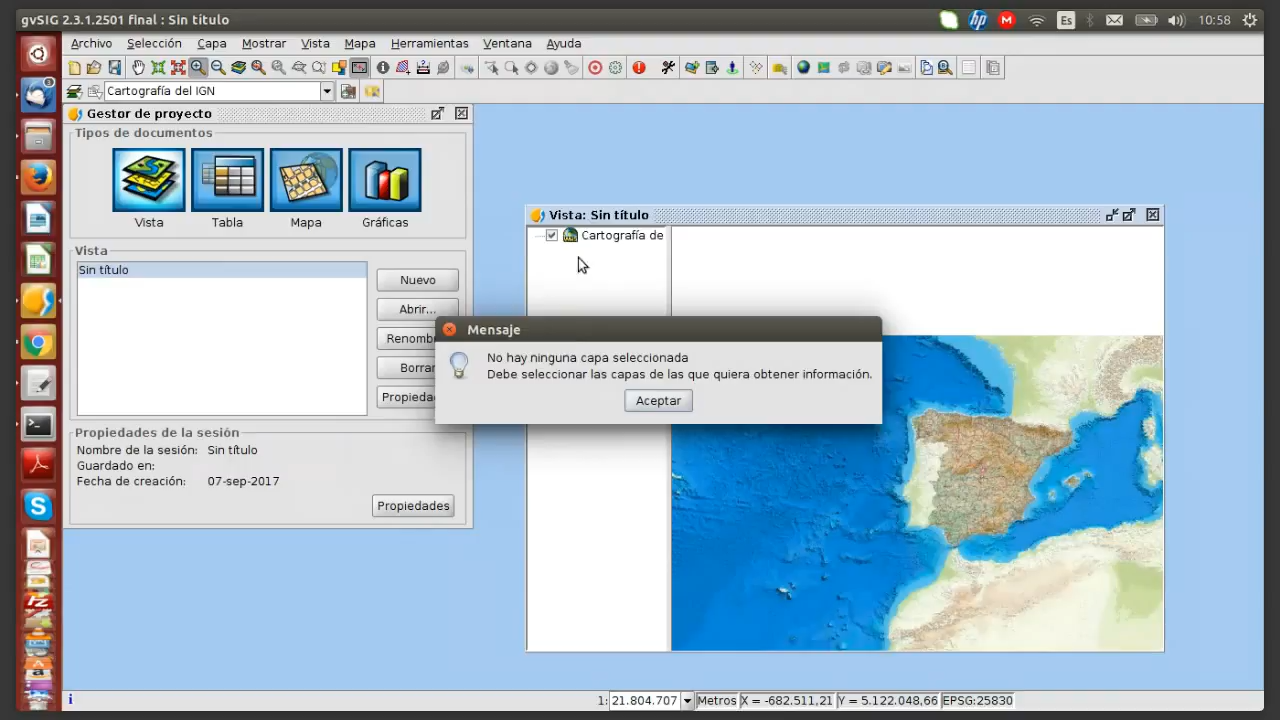 gvSIG 2.3.1.2501 final : Sin título
Es
10:58
Archivo Selección Capa Mostrar Vista Mapa Herramientas Ventana Ayuda
Cartografía del IGN
Gestor de proyecto
Tipos de documentos
Vista Tabla Mapa Gráficas
Vista
Sin título
Nuevo
Abrir...
Renomb
Borrar
Propieda
Propiedades de la sesión
Nombre de la sesión: Sin título
Guardado en:
Fecha de creación: 07-sep-2017
Propiedades
Vista: Sin título
Cartografía de
Mensaje
No hay ninguna capa seleccionada
Debe seleccionar las capas de las que quiera obtener información.
Aceptar
1: 21.804.707 Metros X = -682.511,21 Y = 5.122.048,66 EPSG:25830